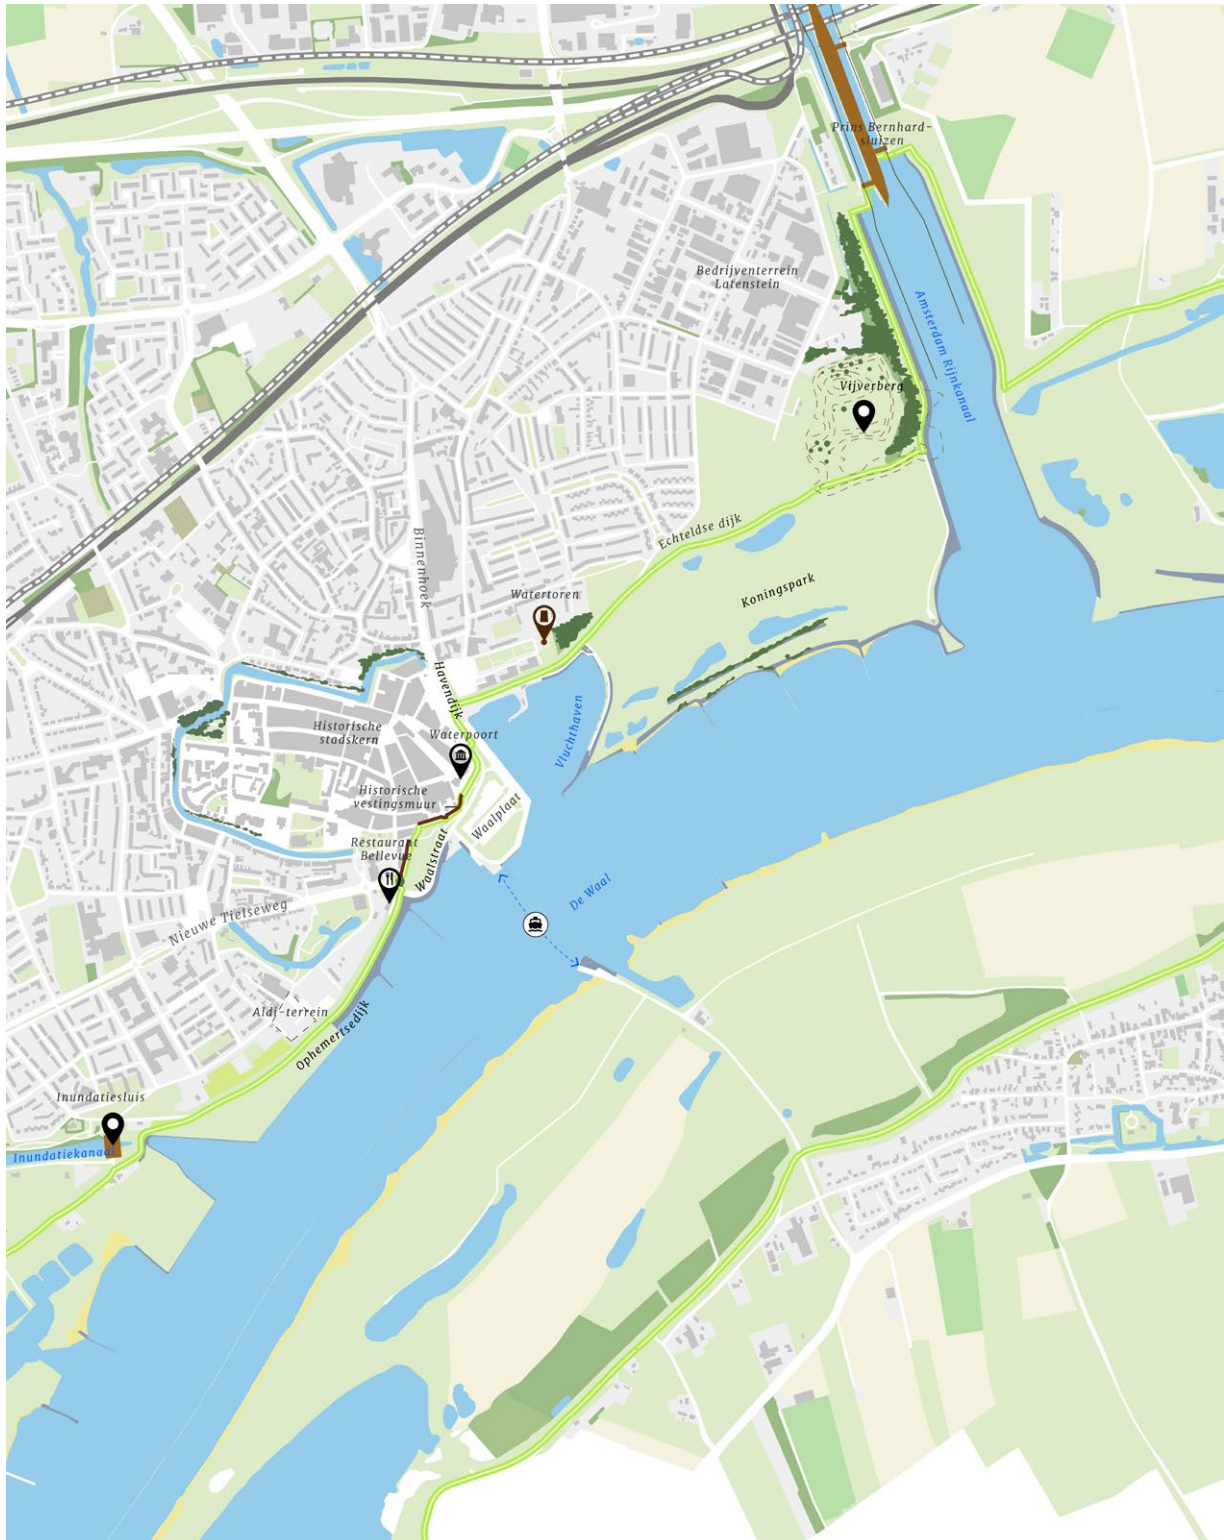 Prins Bernhard-
sluizen
Bedrijventerrein
Latenstein
Amsterdam Rijnkanaal
Vijverberg
Echteldse dijk
Binnenhoek
Koningspark
Watertoren
Havendijk
Vluchthaven
Historische
stadskern
Waterpoort
Historische
vestingsmuur
Waalplaat
Restaurant
Bellevue
Waalstraat
De Waal
Nieuwe Tielseweg
Aldi-terrein
Ophemertsedijk
Inundatiesluis
Inundatiekanaal